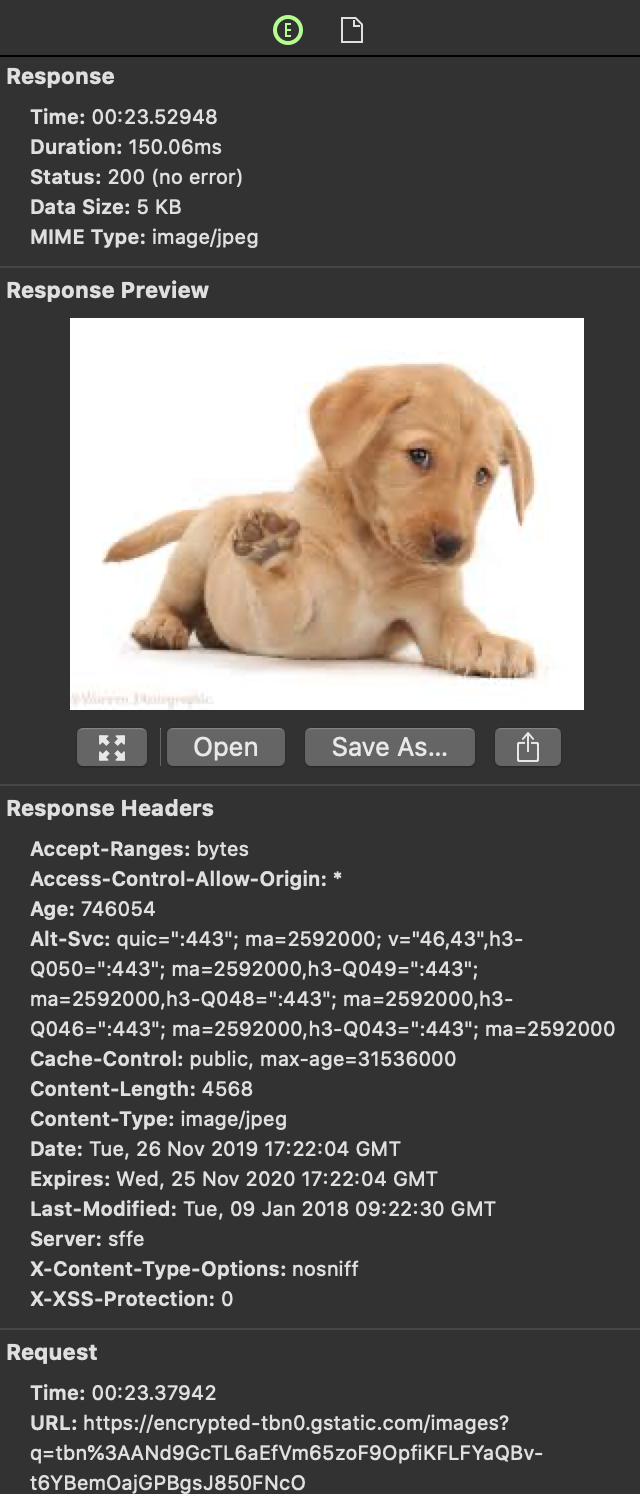 E
Response
Time: 00:23.52948
Duration: 150.06ms
Status: 200 (no error)
Data Size: 5 KB
MIME Type: image/jpeg
Response Preview
©Warren Photographic
Open
Save As...
Response Headers
Accept-Ranges: bytes
Access-Control-Allow-Origin: *
Age: 746054
Alt-Svc: quic=":443"; ma=2592000; v="46,43",h3-
Q050=":443"; ma=2592000,h3-Q049=":443";
ma=2592000,h3-Q048=":443"; ma=2592000,h3-
Q046=":443"; ma=2592000,h3-Q043=":443"; ma=2592000
Cache-Control: public, max-age=31536000
Content-Length: 4568
Content-Type: image/jpeg
Date: Tue, 26 Nov 2019 17:22:04 GMT
Expires: Wed, 25 Nov 2020 17:22:04 GMT
Last-Modified: Tue, 09 Jan 2018 09:22:30 GMT
Server: sffe
X-Content-Type-Options: nosniff
X-XSS-Protection: 0
Request
Time: 00:23.37942
URL: https://encrypted-tbn0.gstatic.com/images?
q=tbn%3AANd9GcTL6aEfVm65zoF9OpfiKFLFYaQBv-
t6YBemOajGPBgsJ850FNcO